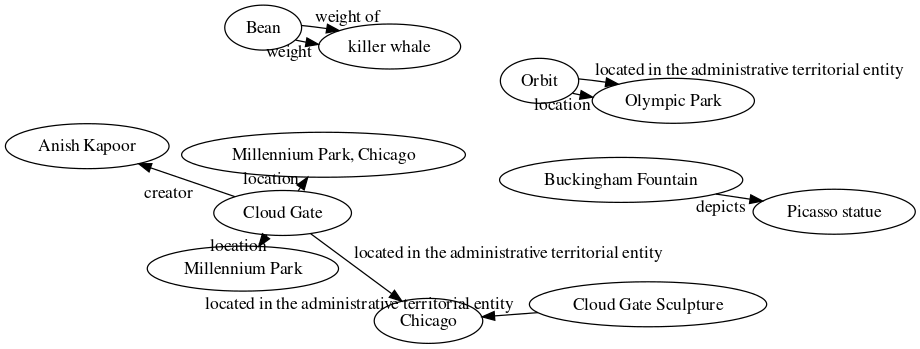 Bean
weight of
killer whale
weight
Orbit
located in the administrative territorial entity
Olympic Park
location
Anish Kapoor
Millennium Park, Chicago
Buckingham Fountain
location
creator
depicts
Cloud Gate
Picasso statue
location
located in the administrative territorial entity
Millennium Park
located in the administrative territorial entity
Cloud Gate Sculpture
Chicago